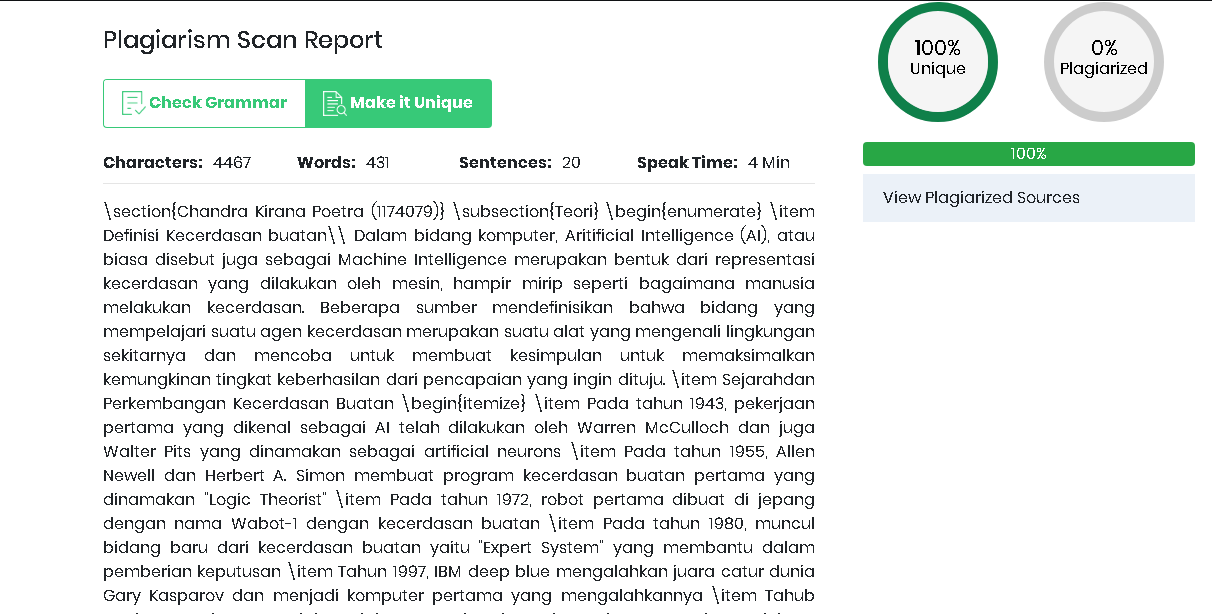 Plagiarism Scan Report
100%
Unique
0%
Plagiarized
Check Grammar
Make it Unique
100%
Characters: 4467 Words: 431 Sentences: 20 Speak Time: 4 Min
View Plagiarized Sources
\section{Chandra Kirana Poetra (1174079)} \subsection{Teori} \begin{enumerate} \item
Definisi Kecerdasan buatan\\ Dalam bidang komputer, Aritificial Intelligence (AI), atau
biasa disebut juga sebagai Machine Intelligence merupakan bentuk dari representasi
kecerdasan yang dilakukan oleh mesin, hampir mirip seperti bagaimana manusia
melakukan kecerdasan. Beberapa sumber mendefinisikan bahwa bidang yang
mempelajari suatu agen kecerdasan merupakan suatu alat yang mengenali lingkungan
sekitarnya dan mencoba untuk membuat kesimpulan untuk memaksimalkan
kemungkinan tingkat keberhasilan dari pencapaian yang ingin dituju. \item Sejarahdan
Perkembangan Kecerdasan Buatan \begin{itemize} \item Pada tahun 1943, pekerjaan
pertama yang dikenal sebagai AI telah dilakukan oleh Warren McCulloch dan juga
Walter Pits yang dinamakan sebagai artificial neurons \item Pada tahun 1955, Allen
Newell dan Herbert A. Simon membuat program kecerdasan buatan pertama yang
dinamakan "Logic Theorist" \item Pada tahun 1972, robot pertama dibuat di jepang
dengan nama Wabot-1 dengan kecerdasan buatan \item Pada tahun 1980, muncul
bidang baru dari kecerdasan buatan yaitu "Expert System" yang membantu dalam
pemberian keputusan \item Tahun 1997, IBM deep blue mengalahkan juara catur dunia
Gary Kasparov dan menjadi komputer pertama yang mengalahkannya \item Tahub